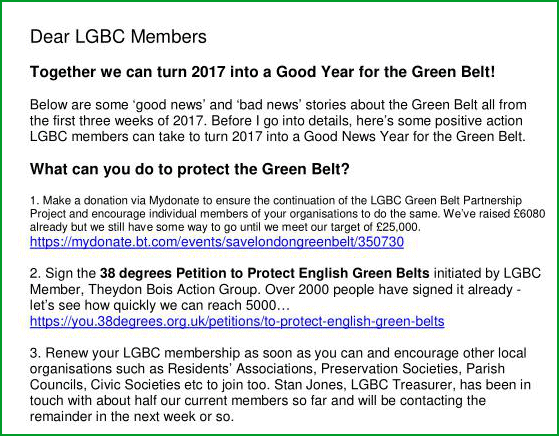 Dear LGBC Members
Together we can turn 2017 into a Good Year for the Green Belt!
Below are some ‘good news’ and ‘bad news’ stories about the Green Belt all from
the first three weeks of 2017. Before I go into details, here’s some positive action
LGBC members can take to turn 2017 into a Good News Year for the Green Belt.
What can you do to protect the Green Belt?
1. Make a donation via Mydonate to ensure the continuation of the LGBC Green Belt Partnership
Project and encourage individual members of your organisations to do the same. We’ve raised £6080
already but we still have some way to go until we meet our target of £25,000.
https://mydonate.bt.com/events/savelondongreenbelt/350730
2. Sign the 38 degrees Petition to Protect English Green Belts initiated by LGBC
Member, Theydon Bois Action Group. Over 2000 people have signed it already -
let’s see how quickly we can reach 5000…
https://you.38degrees.org.uk/petitions/to-protect-english-green-belts
3. Renew your LGBC membership as soon as you can and encourage other local
organisations such as Residents’ Associations, Preservation Societies, Parish
Councils, Civic Societies etc to join too. Stan Jones, LGBC Treasurer, has been in
touch with about half our current members so far and will be contacting the
remainder in the next week or so.